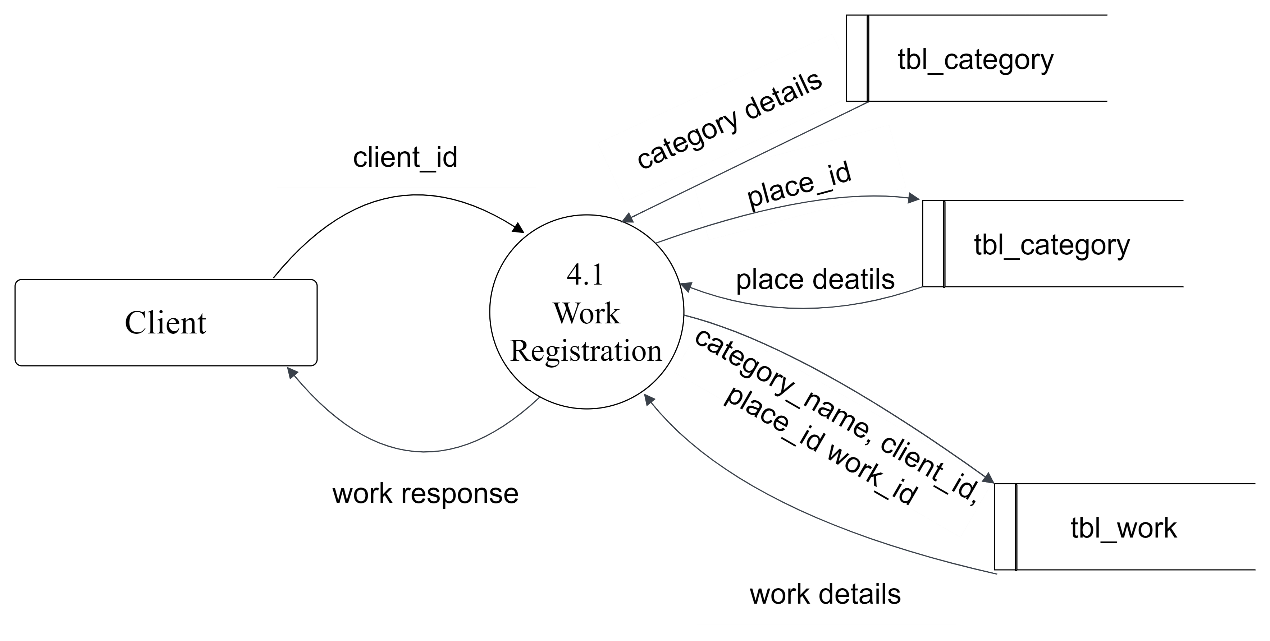 tbl_category
category details
client_id
place_id
tbl_category
4.1
Work
Registration
place deatils
Client
category_name, client_id,
place_id work_id
work response
tbl_work
work details